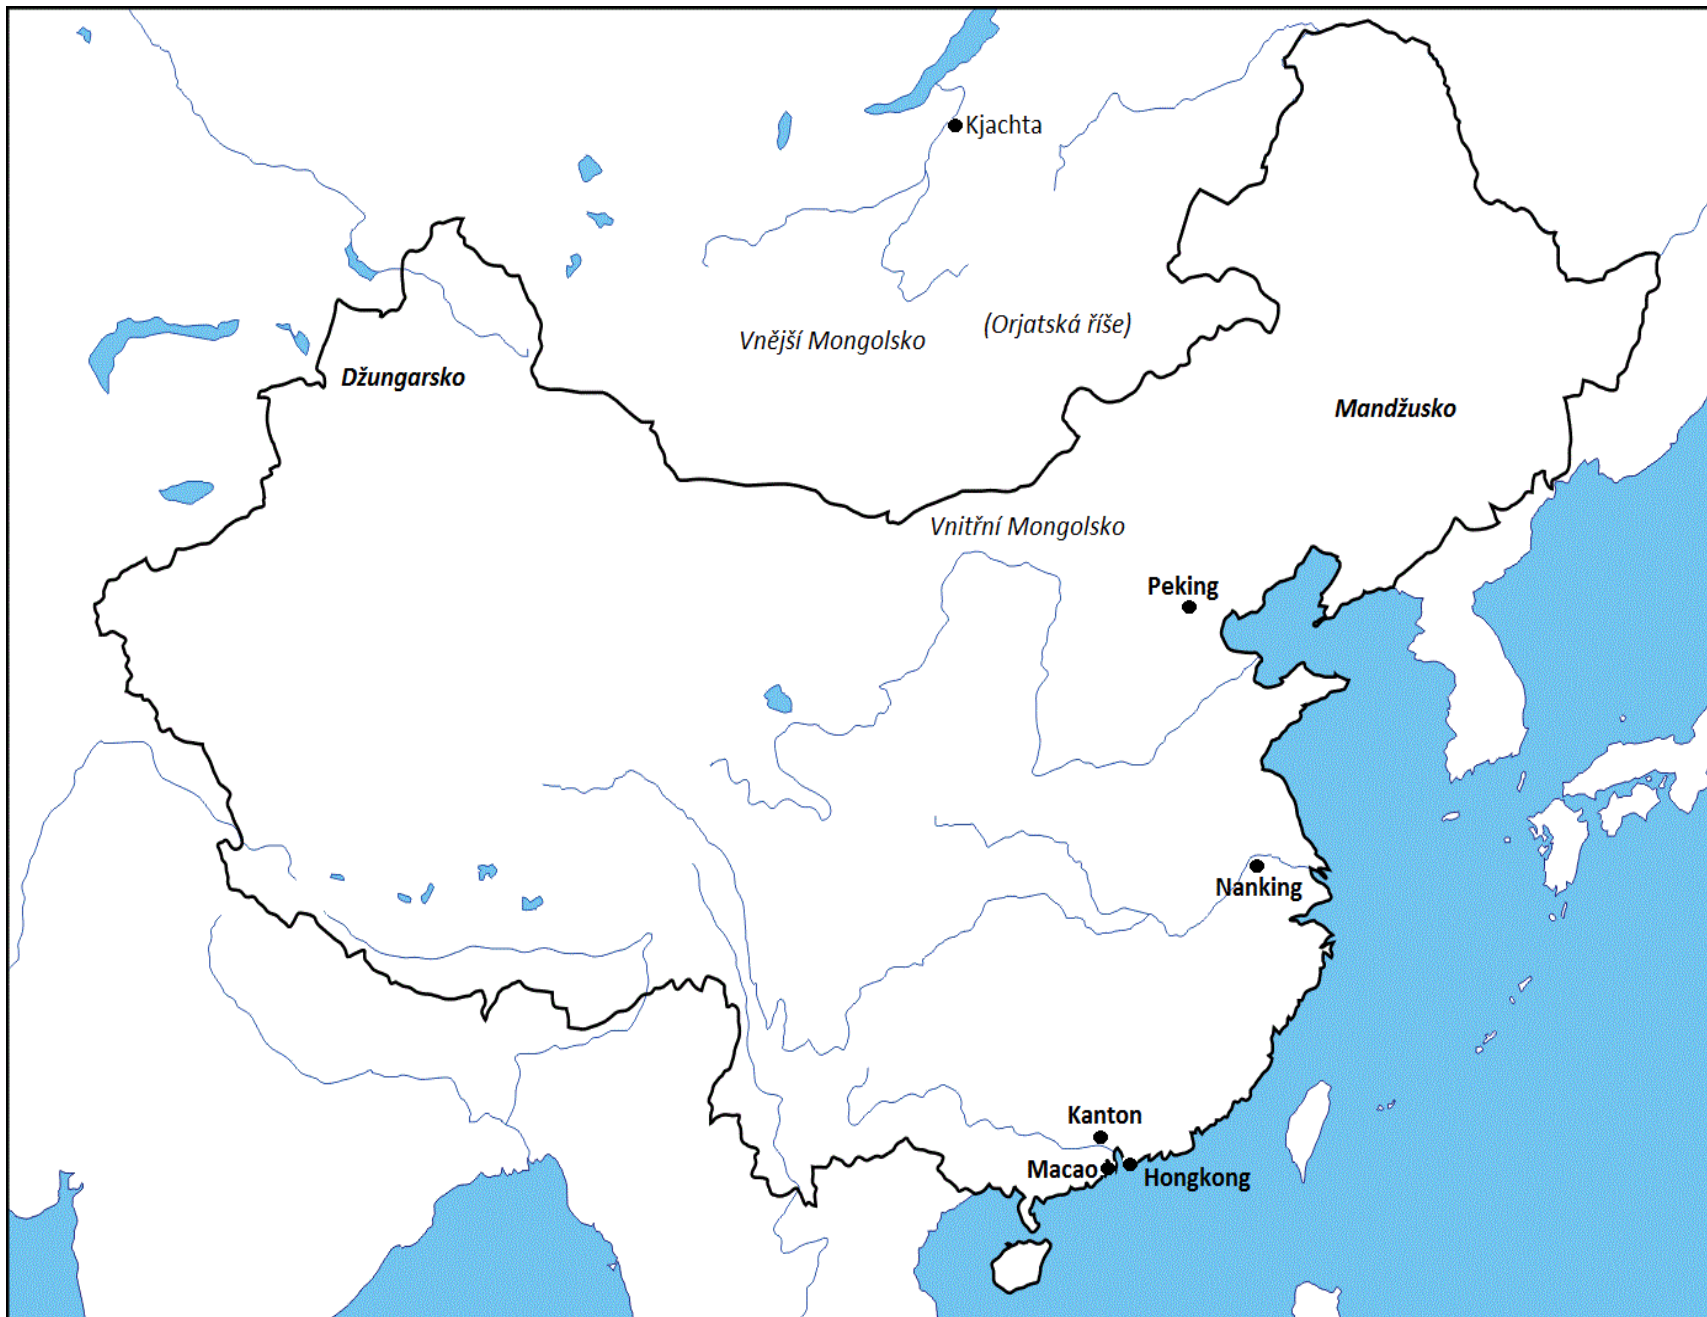 Kjachta
(Orjatská říše)
Vnější Mongolsko
Džungarsko
Mandžusko
Vnitřní Mongolsko
Peking
Nanking
Kanton
Macao
Hongkong